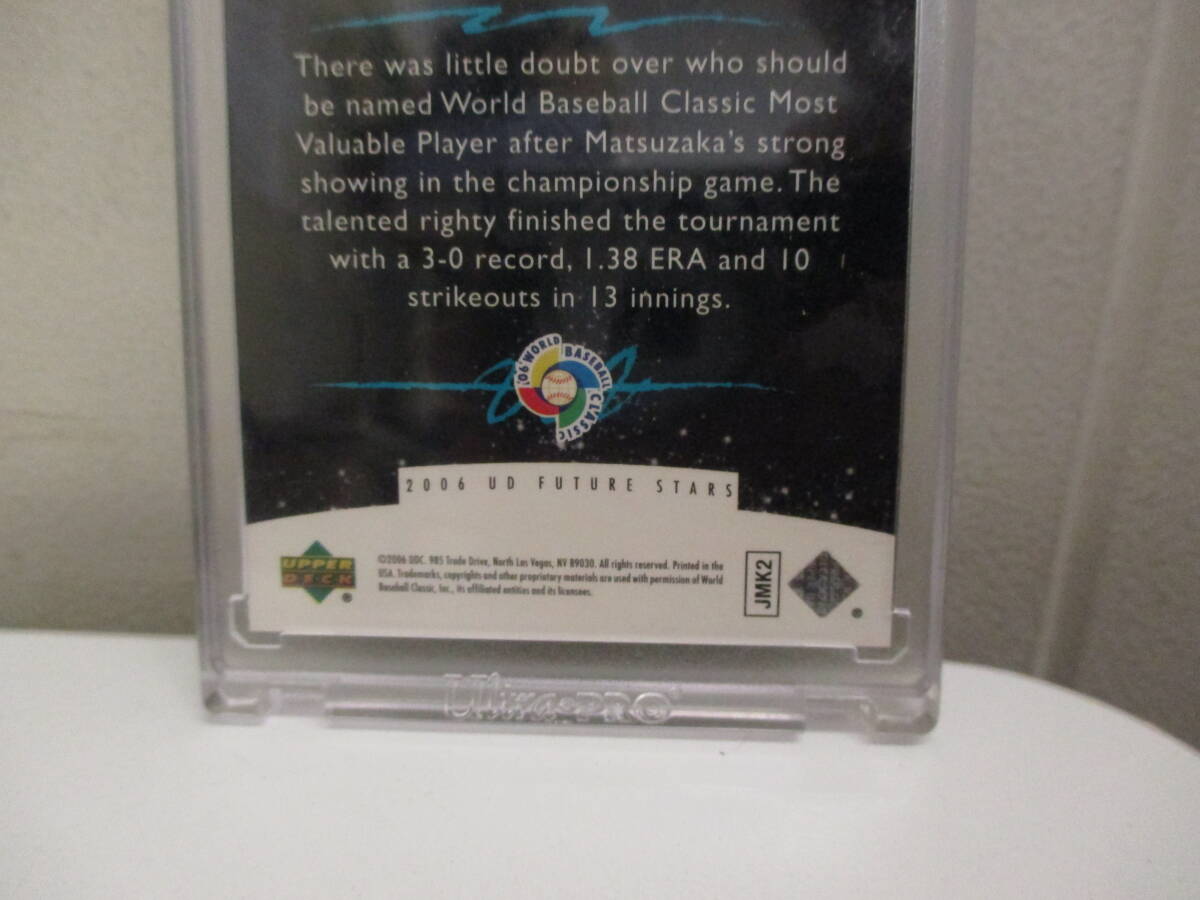 There was little doubt over who should
be named World Baseball Classic Most
Valuable Player after Matsuzaka's strong
showing in the championship game. The
talented righty finished the tournament
with a 3-0 record, 1.38 ERA and 10
strikeouts in 13 innings.
'06 WORLD BASEBALL CLASSIC
2006 UD FUTURE STARS
UPPER
DECK
®
©2006 UDC. 985 Trade Drive, North Las Vegas, NV 89030. All rights reserved. Printed in the
USA. Trademarks, copyrights and other proprietary materials are used with permission of World
Baseball Classic, Inc., its affiliated entities and its licensees.
JMK2
®
Ultra·PRO